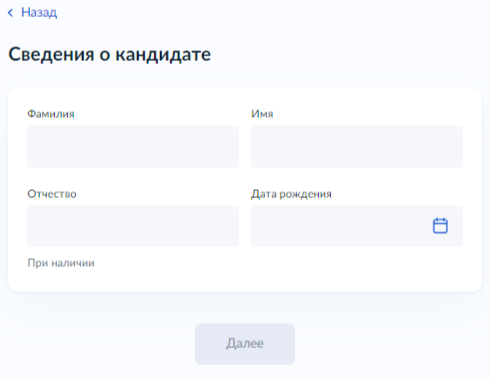 Назад
Сведения о кандидате
Фамилия
Имя
Отчество
Дата рождения
При наличии
Далее